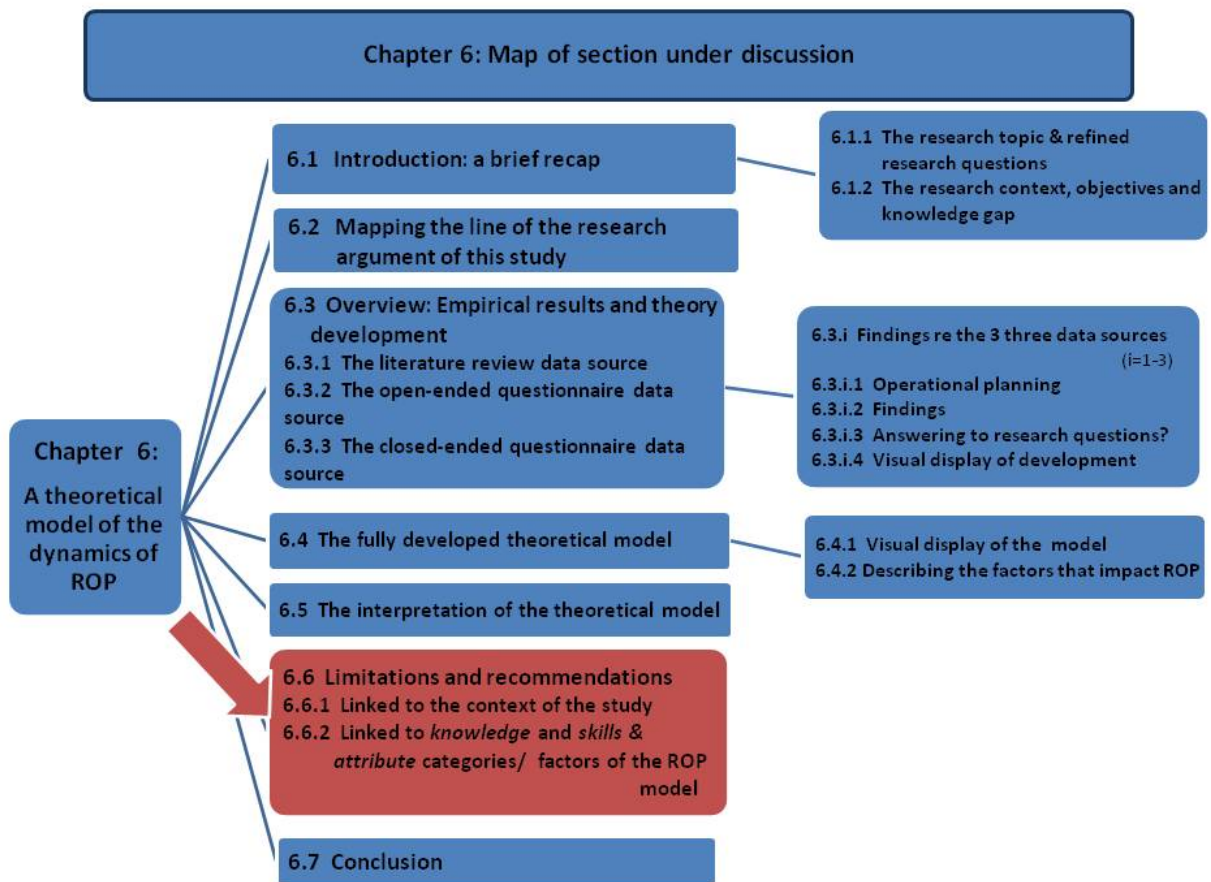 Chapter 6: Map of section under discussion
Chapter 6:
A theoretical
model of the
dynamics of
ROP
6.1 Introduction: a brief recap
6.1.1 The research topic & refined
research questions
6.1.2 The research context, objectives and
knowledge gap
6.2 Mapping the line of the research
argument of this study
6.3 Overview: Empirical results and theory
development
6.3.1 The literature review data source
6.3.2 The open-ended questionnaire data
source
6.3.3 The closed-ended questionnaire data
source
6.3.i Findings re the 3 three data sources
(i=1-3)
6.3.i.1 Operational planning
6.3.i.2 Findings
6.3.i.3 Answering to research questions?
6.3.i.4 Visual display of development
6.4 The fully developed theoretical model
6.4.1 Visual display of the model
6.4.2 Describing the factors that impact ROP
6.5 The interpretation of the theoretical model
6.6 Limitations and recommendations
6.6.1 Linked to the context of the study
6.6.2 Linked to knowledge and skills &
attribute categories/ factors of the ROP
model
6.7 Conclusion